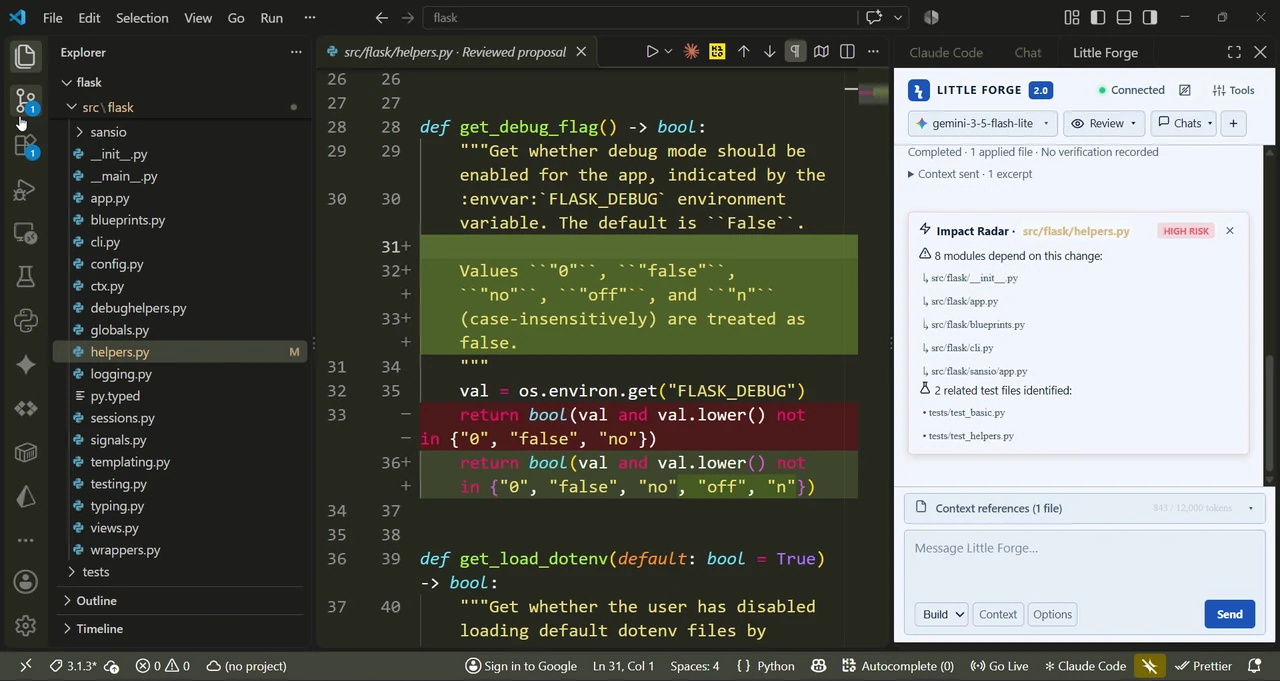 File Edit Selection View Go Run ···
flask
Explorer ···
flask
src\flask
sansio
__init__.py
__main__.py
app.py
blueprints.py
cli.py
config.py
ctx.py
debughelpers.py
globals.py
helpers.py M
logging.py
py.typed
sessions.py
signals.py
templating.py
testing.py
typing.py
views.py
wrappers.py
tests
Outline
Timeline
1
1
src/flask/helpers.py · Reviewed proposal
26 26
27 27
28 28 def get_debug_flag() -> bool:
29 29 """Get whether debug mode should be
enabled for the app, indicated by the
30 30 :envvar:`FLASK_DEBUG` environment
variable. The default is ``False``.
31+
32+ Values ``"0"``, ``"false"``,
+ ``"no"``, ``"off"``, and ``"n"``
33+ (case-insensitively) are treated as
+ false.
31 34 """
32 35 val = os.environ.get("FLASK_DEBUG")
33 − return bool(val and val.lower() not
− in {"0", "false", "no"})
36+ return bool(val and val.lower() not
+ in {"0", "false", "no", "off", "n"})
34 37
35 38
36 39 def get_load_dotenv(default: bool = True)
-> bool:
37 40 """Get whether the user has disabled
loading default dotenv files by
Claude Code Chat Little Forge
LITTLE FORGE 2.0 Connected Tools
gemini-3-5-flash-lite Review Chats +
Completed · 1 applied file · No verification recorded
Context sent · 1 excerpt
Impact Radar · src/flask/helpers.py HIGH RISK
8 modules depend on this change:
↳ src/flask/__init__.py
↳ src/flask/app.py
↳ src/flask/blueprints.py
↳ src/flask/cli.py
↳ src/flask/sansio/app.py
2 related test files identified:
• tests/test_basic.py
• tests/test_helpers.py
Context references (1 file) 843 / 12,000 tokens
Message Little Forge...
Build Context Options Send
3.1.3* 0 0 (no project) Sign in to Google Ln 31, Col 1 Spaces: 4 {} Python Autocomplete (0) Go Live Claude Code Prettier